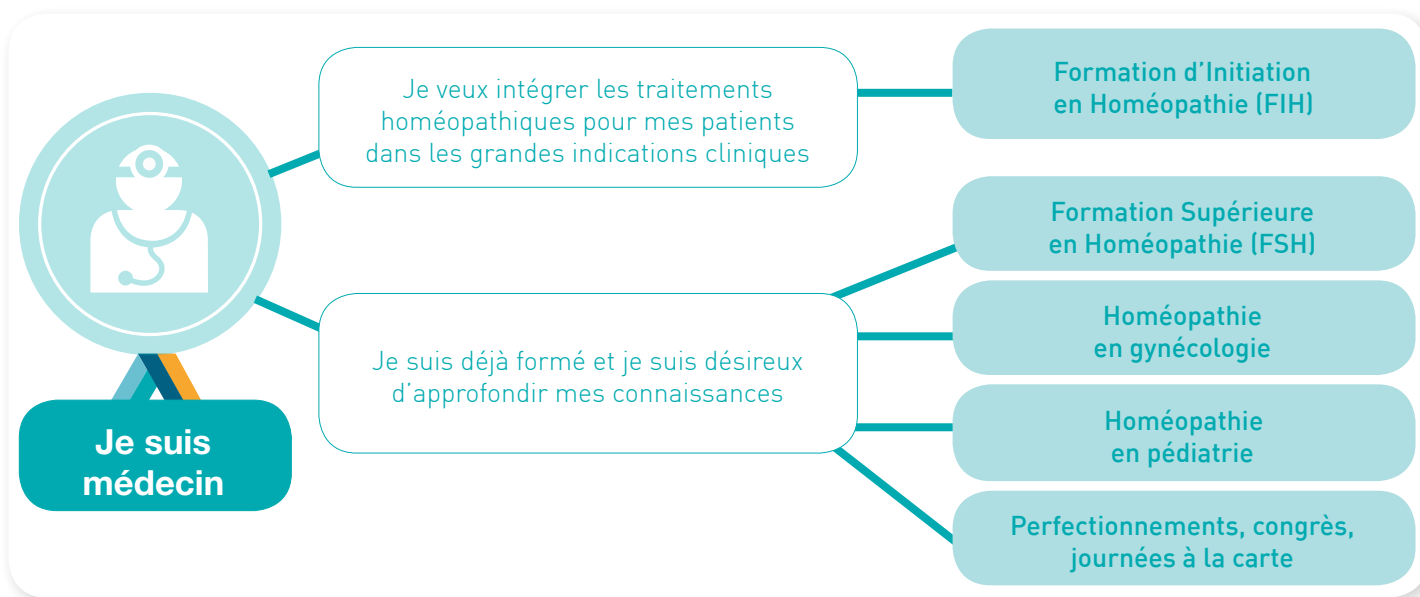 Je suis
médecin
Je veux intégrer les traitements
homéopathiques pour mes patients
dans les grandes indications cliniques
Formation d'Initiation
en Homéopathie (FIH)
Je suis déjà formé et je suis désireux
d'approfondir mes connaissances
Formation Supérieure
en Homéopathie (FSH)
Homéopathie
en gynécologie
Homéopathie
en pédiatrie
Perfectionnements, congrès,
journées à la carte